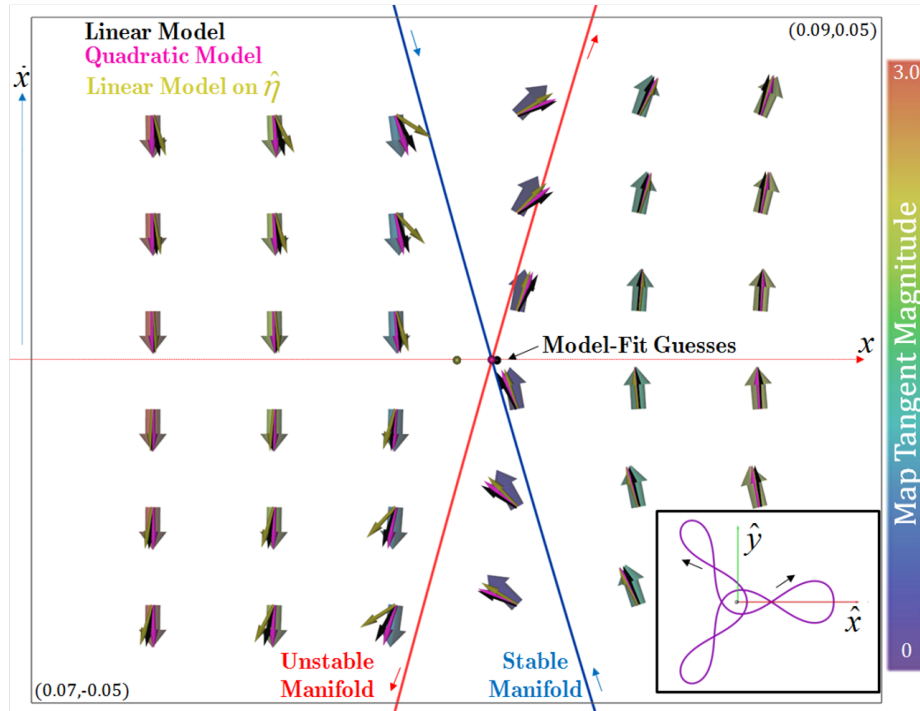 Linear Model
Quadratic Model
Linear Model on η̂
(0.09,0.05)
3.0
ẋ
Map Tangent Magnitude
Model-Fit Guesses
x
ŷ
x̂
Unstable
Manifold
Stable
Manifold
(0.07,-0.05)
0